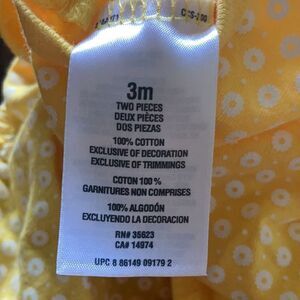 3m
TWO PIECES
DEUX PIÈCES
DOS PIEZAS
100% COTTON
EXCLUSIVE OF DECORATION
EXCLUSIVE OF TRIMMINGS
COTON 100%
GARNITURES NON COMPRISES
100% ALGODÓN
EXCLUYENDO LA DECORACION
RN# 35623
CA# 14974
UPC 8 86149 09179 2